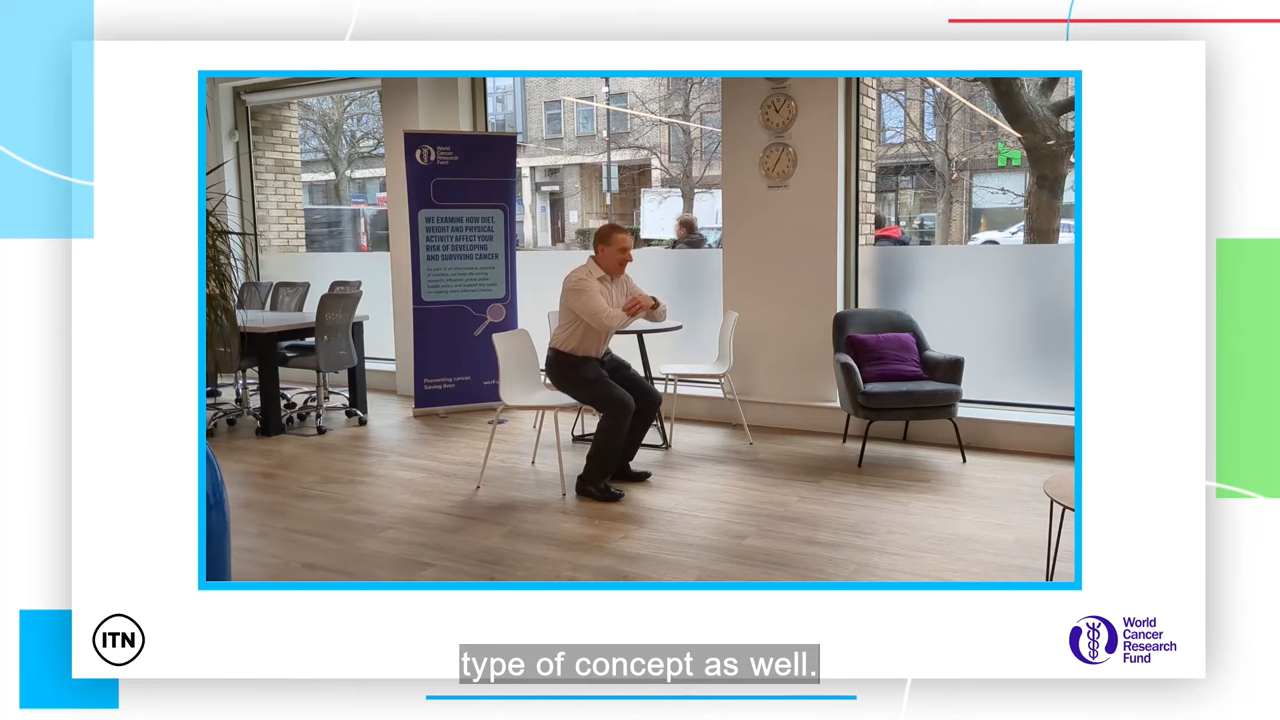 World
Cancer
Research
Fund
WE EXAMINE HOW DIET,
WEIGHT AND PHYSICAL
ACTIVITY AFFECT YOUR
RISK OF DEVELOPING
AND SURVIVING CANCER
Preventing cancer.
Saving lives
H
ITN
type of concept as well.
World
Cancer
Research
Fund